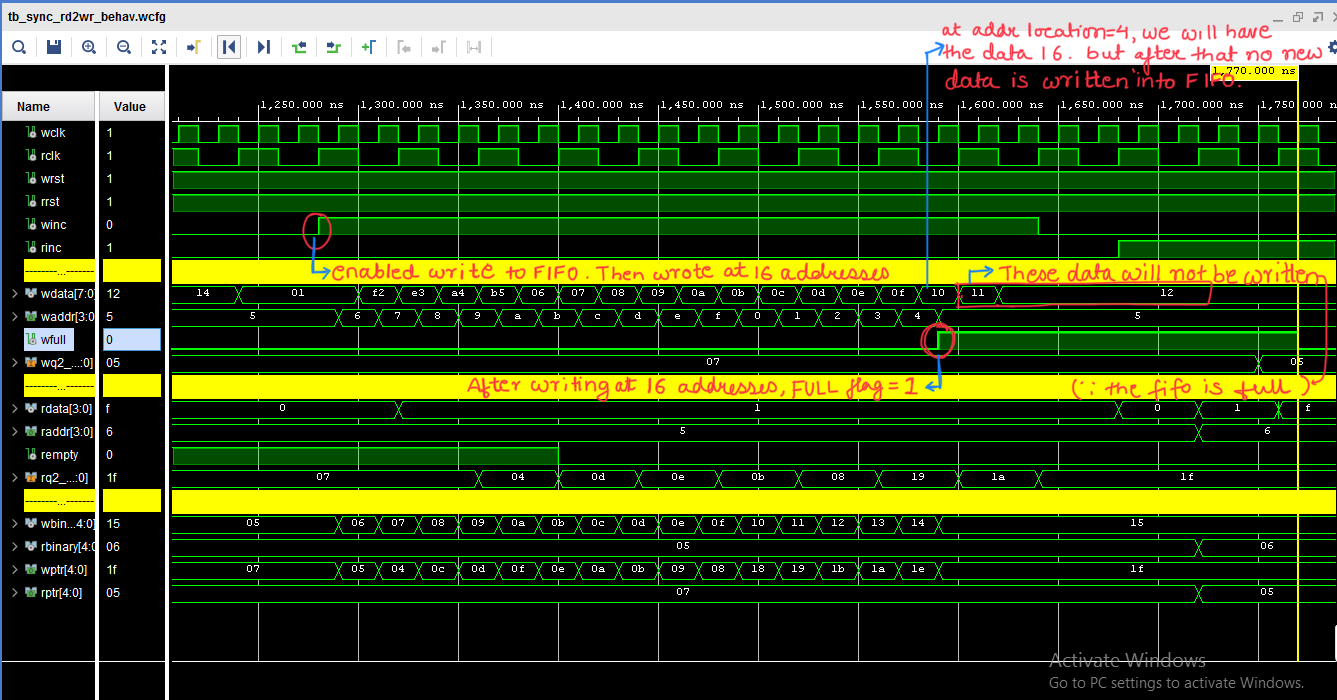 tb_sync_rd2wr_behav.wcfg
at addr location=4, we will have
the data 16. but after that no new
data is written into FIFO.
1,770.000 ns
Name Value
1,250.000 ns 1,300.000 ns 1,350.000 ns 1,400.000 ns 1,450.000 ns 1,500.000 ns 1,550.000 ns 1,600.000 ns 1,650.000 ns 1,700.000 ns 1,750.000 ns
wclk 1
rclk 1
wrst 1
rrst 1
winc 0
rinc 1
--------...-------
enabled write to FIFO. Then wrote at 16 addresses
These data will not be written
wdata[7:0] 12 14 01 f2 e3 a4 b5 06 07 08 09 0a 0b 0c 0d 0e 0f 10 11 12
waddr[3:0 5 5 6 7 8 9 a b c d e f 0 1 2 3 4 5
wfull 0
wq2_...:0] 05 07 05
--------...-------
After writing at 16 addresses, FULL flag = 1
(∵ the fifo is full)
rdata[3:0] f 0 1 0 1 f
raddr[3:0] 6 5 6
rempty 0
rq2_...:0] 1f 07 04 0d 0e 0b 08 19 1a 1f
--------...-------
wbin...4:0] 15 05 06 07 08 09 0a 0b 0c 0d 0e 0f 10 11 12 13 14 15
rbinary[4:0 06 05 06
wptr[4:0] 1f 07 05 04 0c 0d 0f 0e 0a 0b 09 08 18 19 1b 1a 1e 1f
rptr[4:0] 05 07 05
Activate Windows
Go to PC settings to activate Windows.